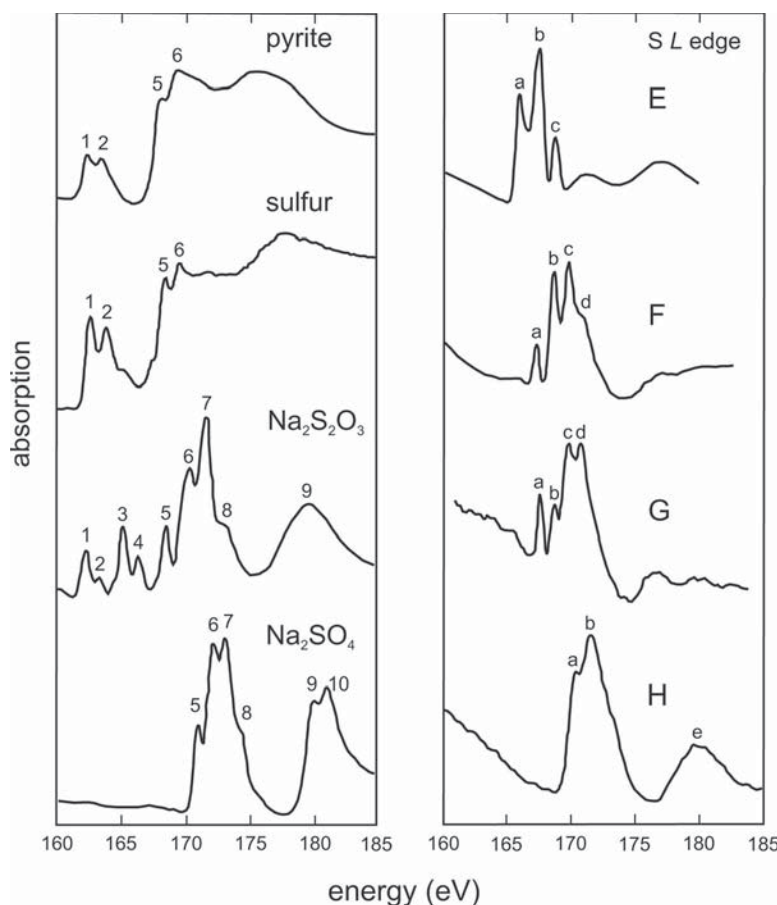 pyrite
1 2 5 6
sulfur
1 2 5 6
Na₂S₂O₃
1 2 3 4 5 6 7 8 9
Na₂SO₄
5 6 7 8 9 10
absorption
160 165 170 175 180 185
S L edge
a b c
E
a b c d
F
a b c d
G
a b e
H
160 165 170 175 180 185
energy (eV)